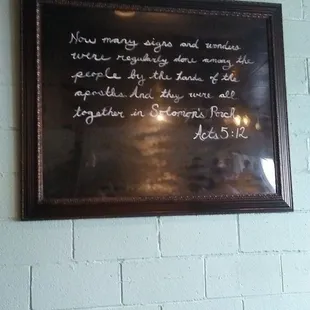 Now many signs and wonders
were regularly done among the
people by the hands of the
apostles. And they were all
together in Solomon's Porch
Acts 5:12